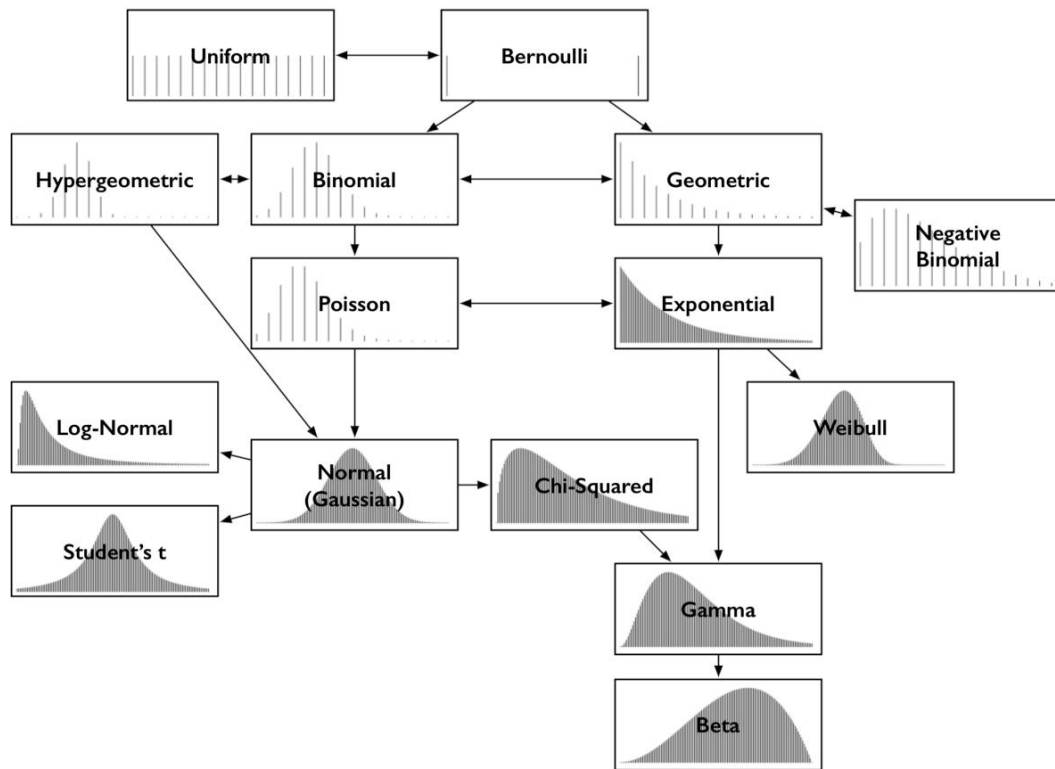 Uniform
Bernoulli
Hypergeometric
Binomial
Geometric
Negative
Binomial
Poisson
Exponential
Log-Normal
Weibull
Normal
(Gaussian)
Chi-Squared
Student's t
Gamma
Beta